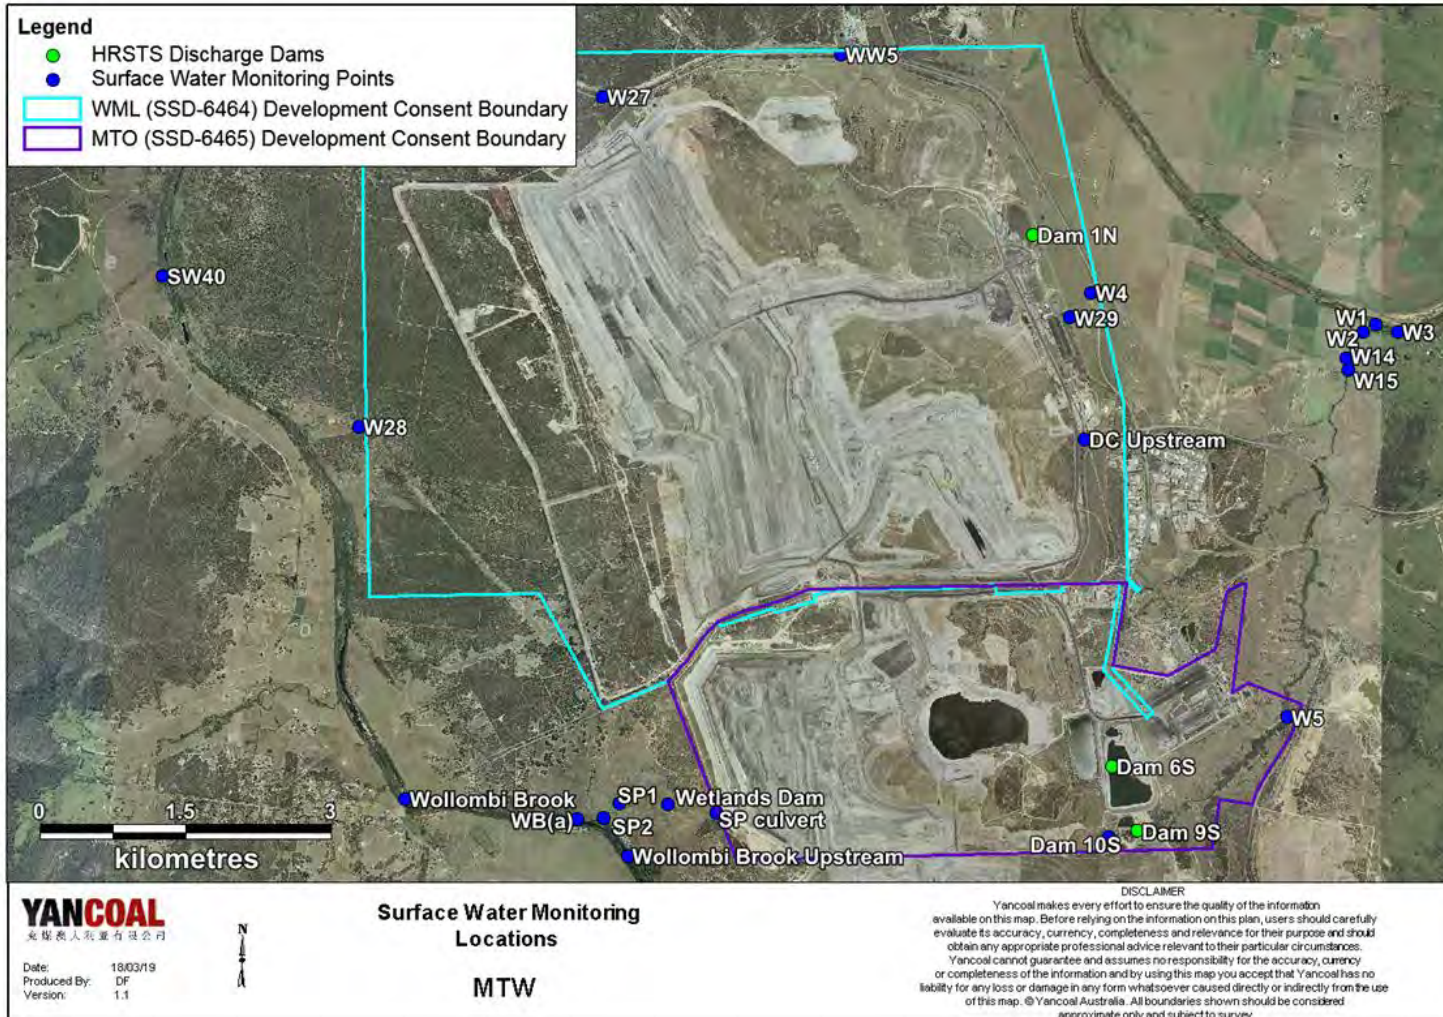 Legend
HRSTS Discharge Dams
Surface Water Monitoring Points
WML (SSD-6464) Development Consent Boundary
MTO (SSD-6465) Development Consent Boundary
WW5
W27
Dam 1N
SW40
W4
W29
W1
W2
W3
W14
W15
W28
DC Upstream
W5
Dam 6S
Wollombi Brook
SP1
Wetlands Dam
WB(a)
SP2
SP culvert
Dam 9S
Dam 10S
Wollombi Brook Upstream
0 1.5 3
kilometres
YANCOAL
Date: 18/03/19
Produced By: DF
Version: 1.1
N
Surface Water Monitoring
Locations
MTW
DISCLAIMER
Yancoal makes every effort to ensure the quality of the information
available on this map. Before relying on the information on this plan, users should carefully
evaluate its accuracy, currency, completeness and relevance for their purpose and should
obtain any appropriate professional advice relevant to their particular circumstances.
Yancoal cannot guarantee and assumes no responsibility for the accuracy, currency
or completeness of the information and by using this map you accept that Yancoal has no
liability for any loss or damage in any form whatsoever caused directly or indirectly from the use
of this map. © Yancoal Australia. All boundaries shown should be considered
approximate only and subject to survey